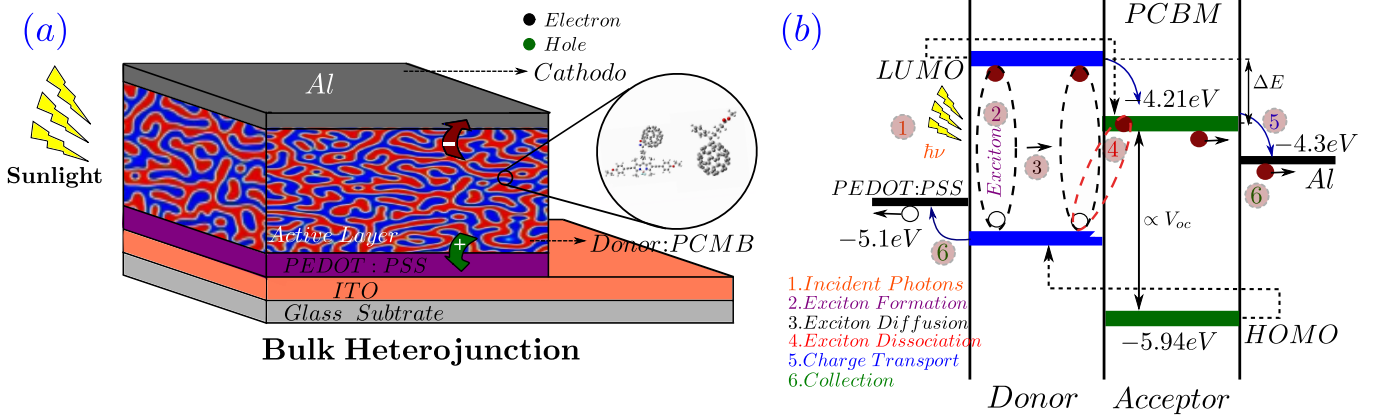 (a)
Electron
Hole
Cathodo
Al
Sunlight
−
Active Layer
+
Donor:PCMB
PEDOT : PSS
ITO
Glass Subtrate
Bulk Heterojunction
(b)
PCBM
LUMO
ΔE
−4.21eV
1
2
5
ħν
Exciton
3
4
−4.3eV
PEDOT:PSS
6
Al
−5.1eV
∝ Voc
6
1.Incident Photons
2.Exciton Formation
3.Exciton Diffusion
4.Exciton Dissociation
5.Charge Transport
6.Collection
−5.94eV
HOMO
Donor
Acceptor